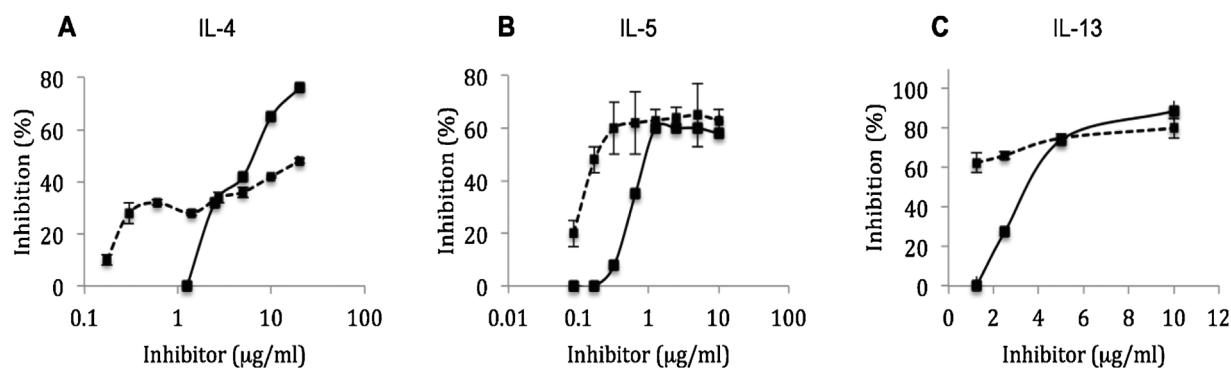 A IL-4
Inhibition (%)
80
60
40
20
0
0.1 1 10 100
Inhibitor (μg/ml)
B IL-5
Inhibition (%)
80
60
40
20
0
0.01 0.1 1 10 100
Inhibitor (μg/ml)
C IL-13
Inhibition (%)
100
80
60
40
20
0
0 2 4 6 8 10 12
Inhibitor (μg/ml)